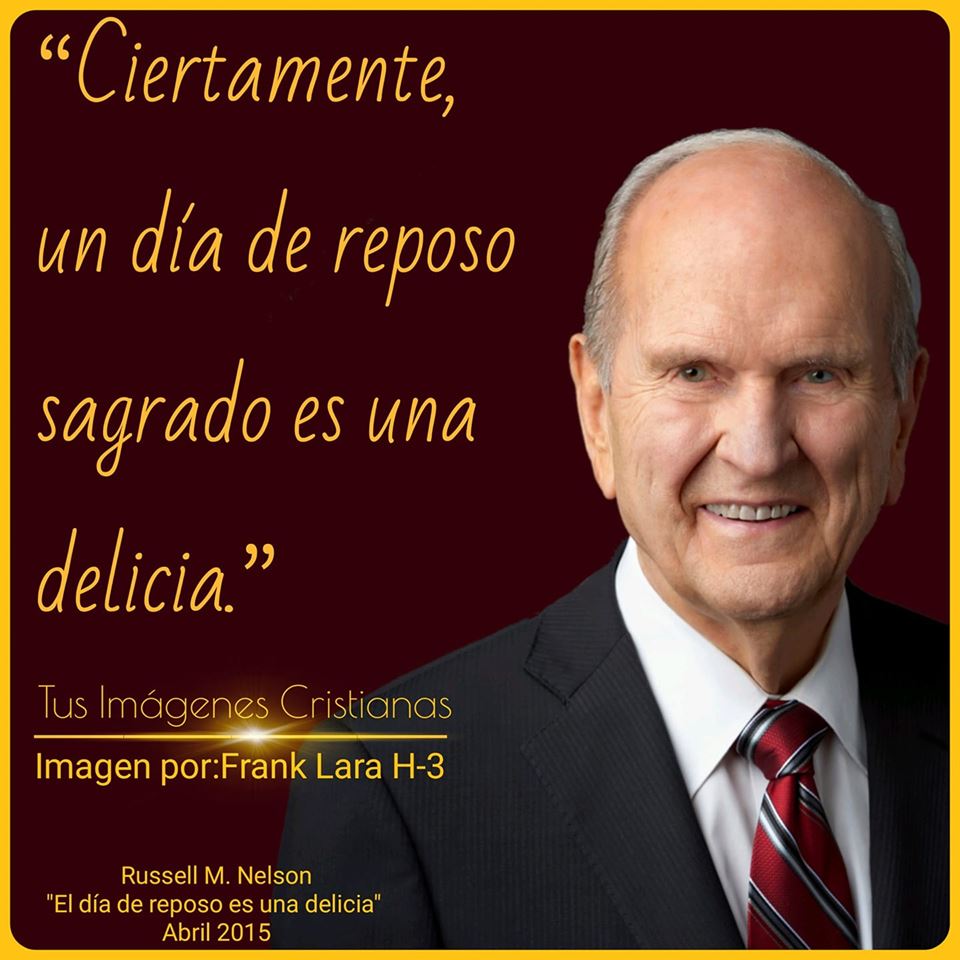 “Ciertamente,
un día de reposo
sagrado es una
delicia.”
Tus Imágenes Cristianas
Imagen por:Frank Lara H-3
Russell M. Nelson
"El día de reposo es una delicia"
Abril 2015